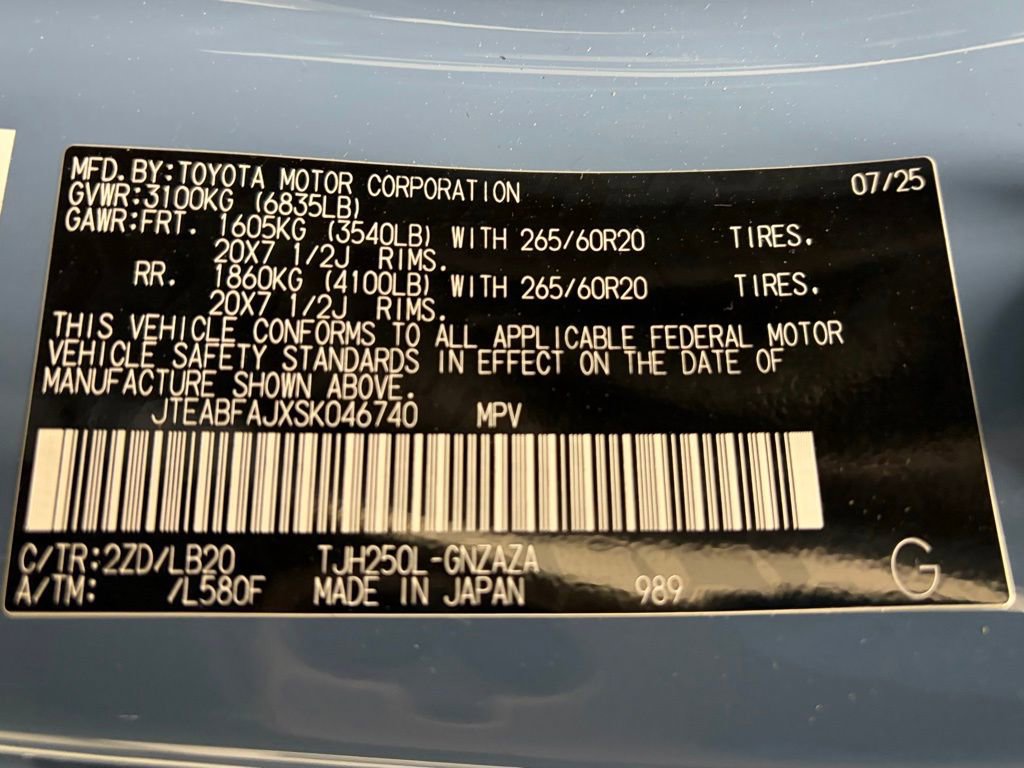 MFD. BY:TOYOTA MOTOR CORPORATION 07/25
GVWR:3100KG (6835LB)
GAWR:FRT. 1605KG (3540LB) WITH 265/60R20 TIRES.
20X7 1/2J RIMS.
RR. 1860KG (4100LB) WITH 265/60R20 TIRES.
20X7 1/2J RIMS.
THIS VEHICLE CONFORMS TO ALL APPLICABLE FEDERAL MOTOR
VEHICLE SAFETY STANDARDS IN EFFECT ON THE DATE OF
MANUFACTURE SHOWN ABOVE.
JTEABFAJXSK046740 MPV
C/TR:2ZD/LB20 TJH250L-GNZAZA
A/TM: /L580F MADE IN JAPAN 989 G